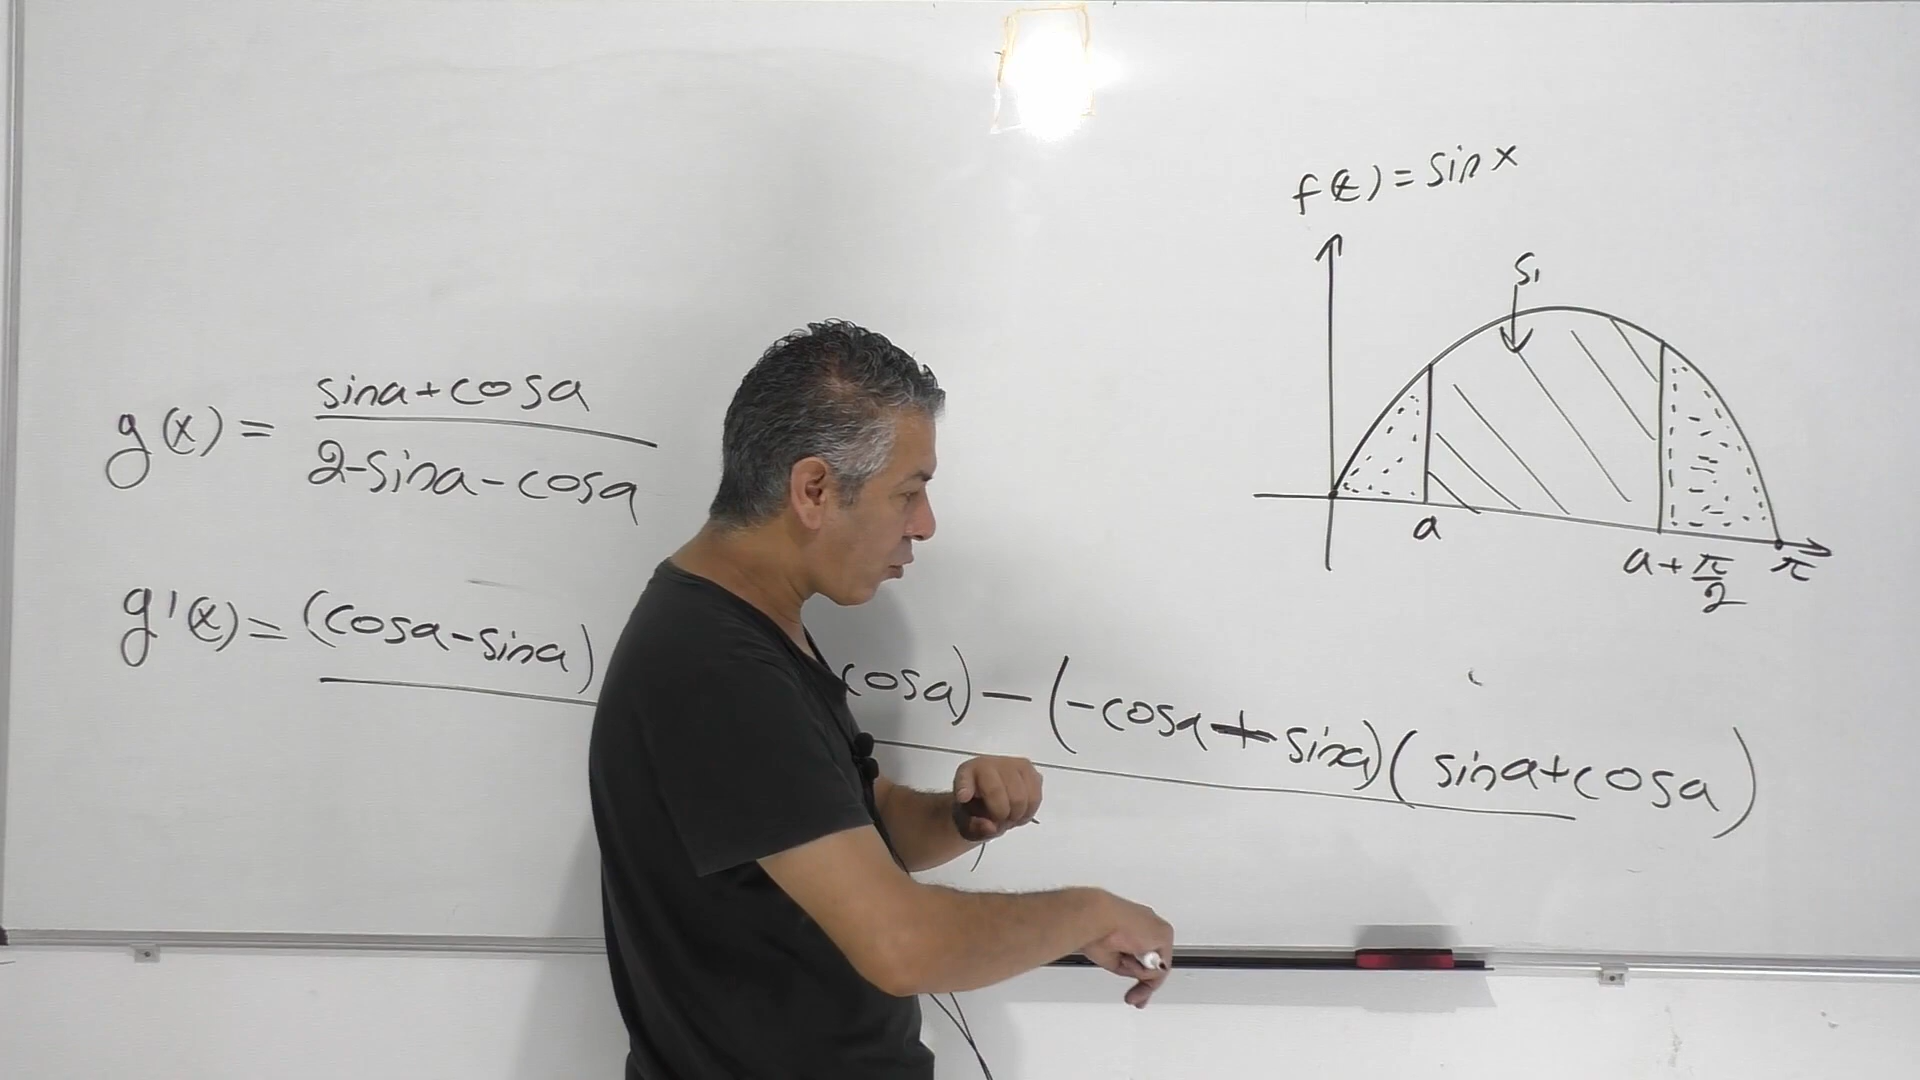 f(x) = sin x
S₁
a
a + π/2
π
g(x) = (sina + cosa)/(2 - sina - cosa)
g'(x) = (cosa - sina) cosa) - (-cosa + sina)(sina + cosa)